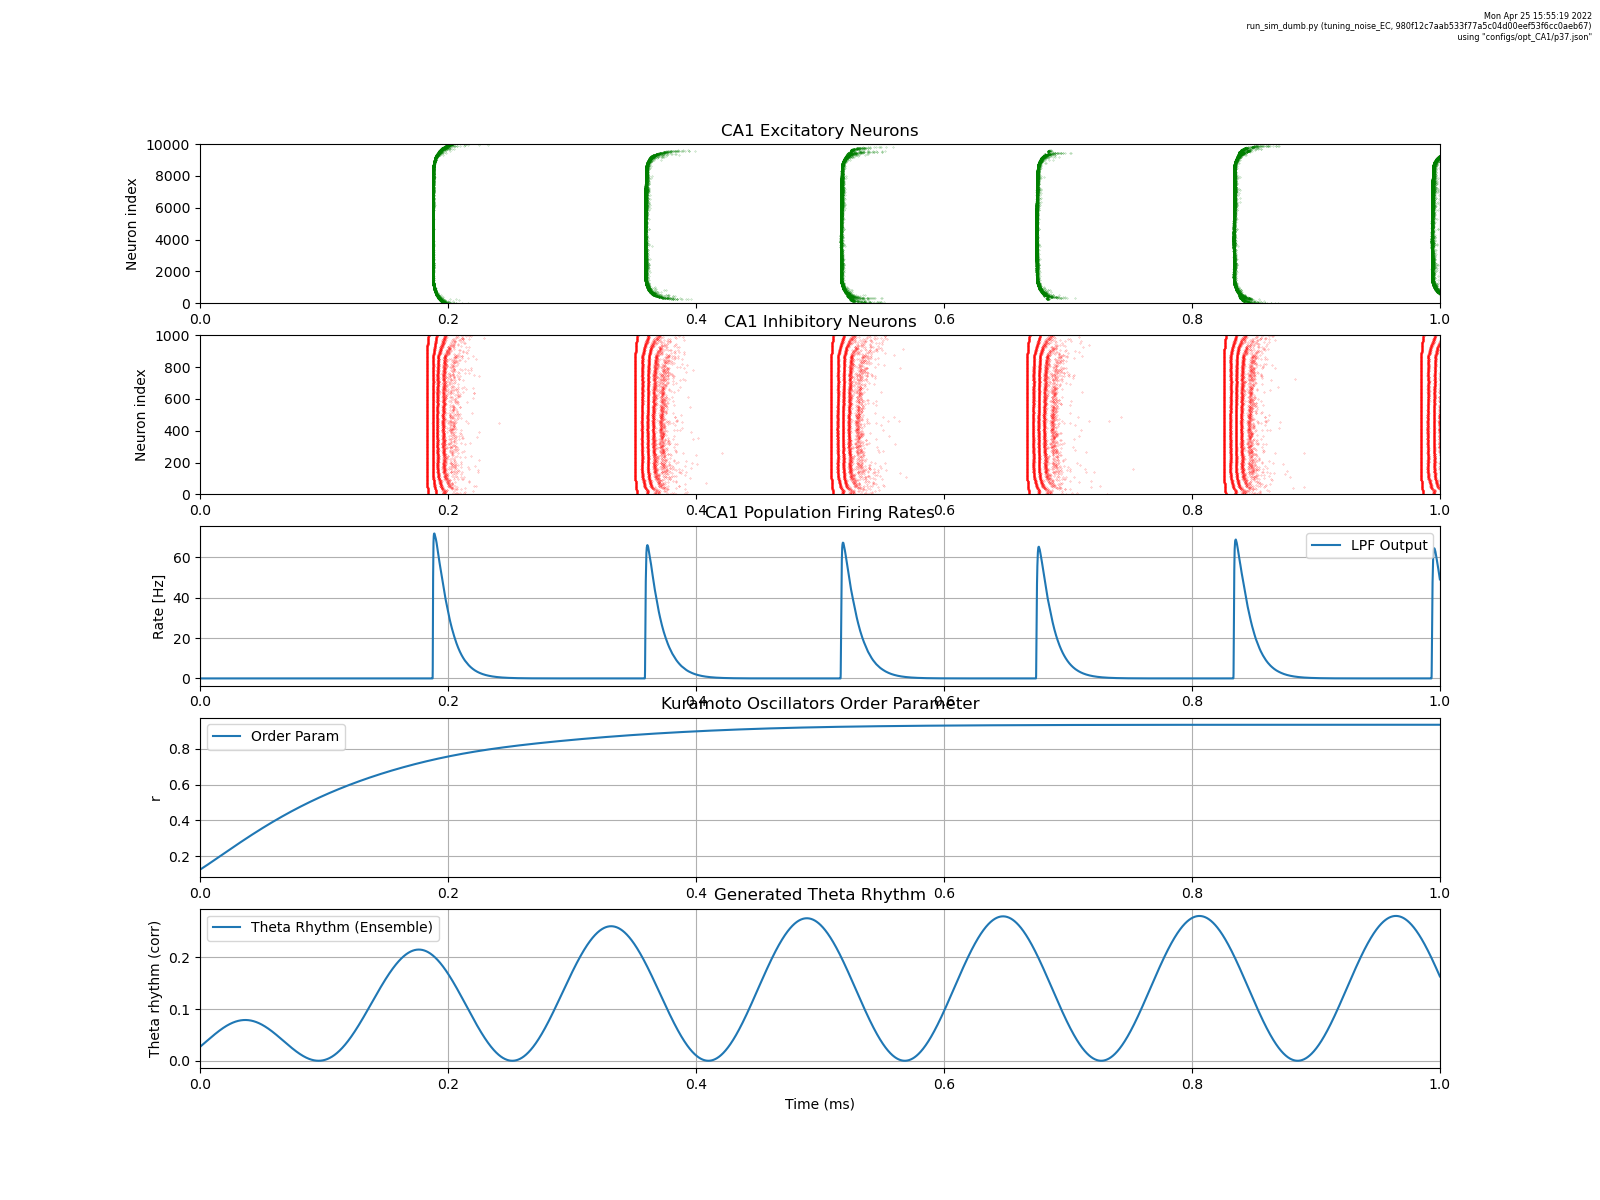 Mon Apr 25 15:55:19 2022
run_sim_dumb.py (tuning_noise_EC, 980f12c7aab533f77a5c04d00eef53f6cc0aeb67)
using "configs/opt_CA1/p37.json"
CA1 Excitatory Neurons
Neuron index
10000
8000
6000
4000
2000
0
0.0 0.2 0.4 0.6 0.8 1.0
CA1 Inhibitory Neurons
Neuron index
1000
800
600
400
200
0
0.0 0.2 0.4 0.6 0.8 1.0
CA1 Population Firing Rates
Rate [Hz]
60
40
20
0
LPF Output
0.0 0.2 0.4 0.6 0.8 1.0
Kuramoto Oscillators Order Parameter
r
0.8
0.6
0.4
0.2
Order Param
0.0 0.2 0.4 0.6 0.8 1.0
Generated Theta Rhythm
Theta rhythm (corr)
0.2
0.1
0.0
Theta Rhythm (Ensemble)
0.0 0.2 0.4 0.6 0.8 1.0
Time (ms)